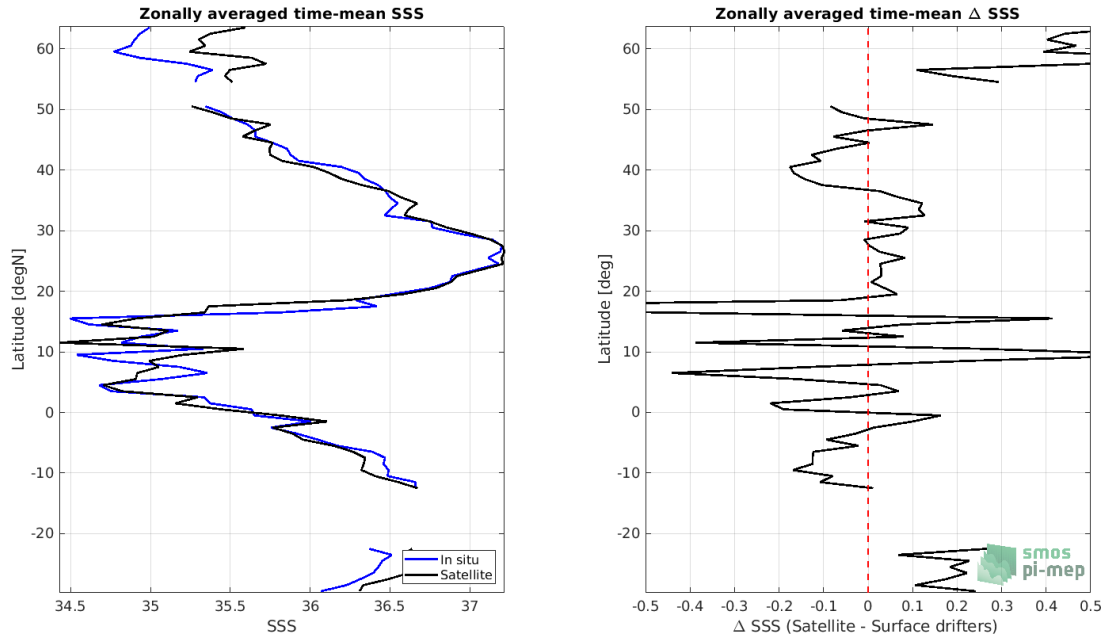 Zonally averaged time-mean SSS
60
50
40
30
20
10
0
-10
-20
Latitude [degN]
34.5 35 35.5 36 36.5 37
SSS
In situ
Satellite
Zonally averaged time-mean Δ SSS
60
50
40
30
20
10
0
-10
-20
Latitude [deg]
-0.5 -0.4 -0.3 -0.2 -0.1 0 0.1 0.2 0.3 0.4 0.5
Δ SSS (Satellite - Surface drifters)
smos
pi-mep